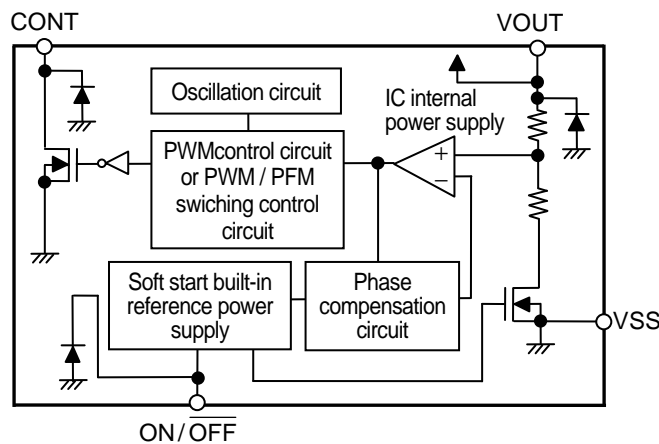 CONT
VOUT
Oscillation circuit
IC internal
power supply
PWMcontrol circuit
or PWM / PFM
swiching control
circuit
+
−
Soft start built-in
reference power
supply
Phase
compensation
circuit
VSS
ON/OFF